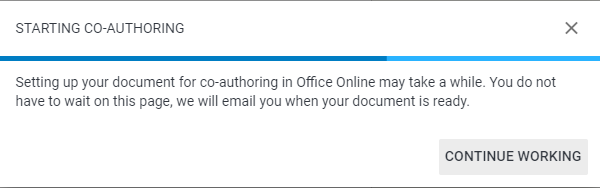 STARTING CO-AUTHORING
Setting up your document for co-authoring in Office Online may take a while. You do not
have to wait on this page, we will email you when your document is ready.
CONTINUE WORKING